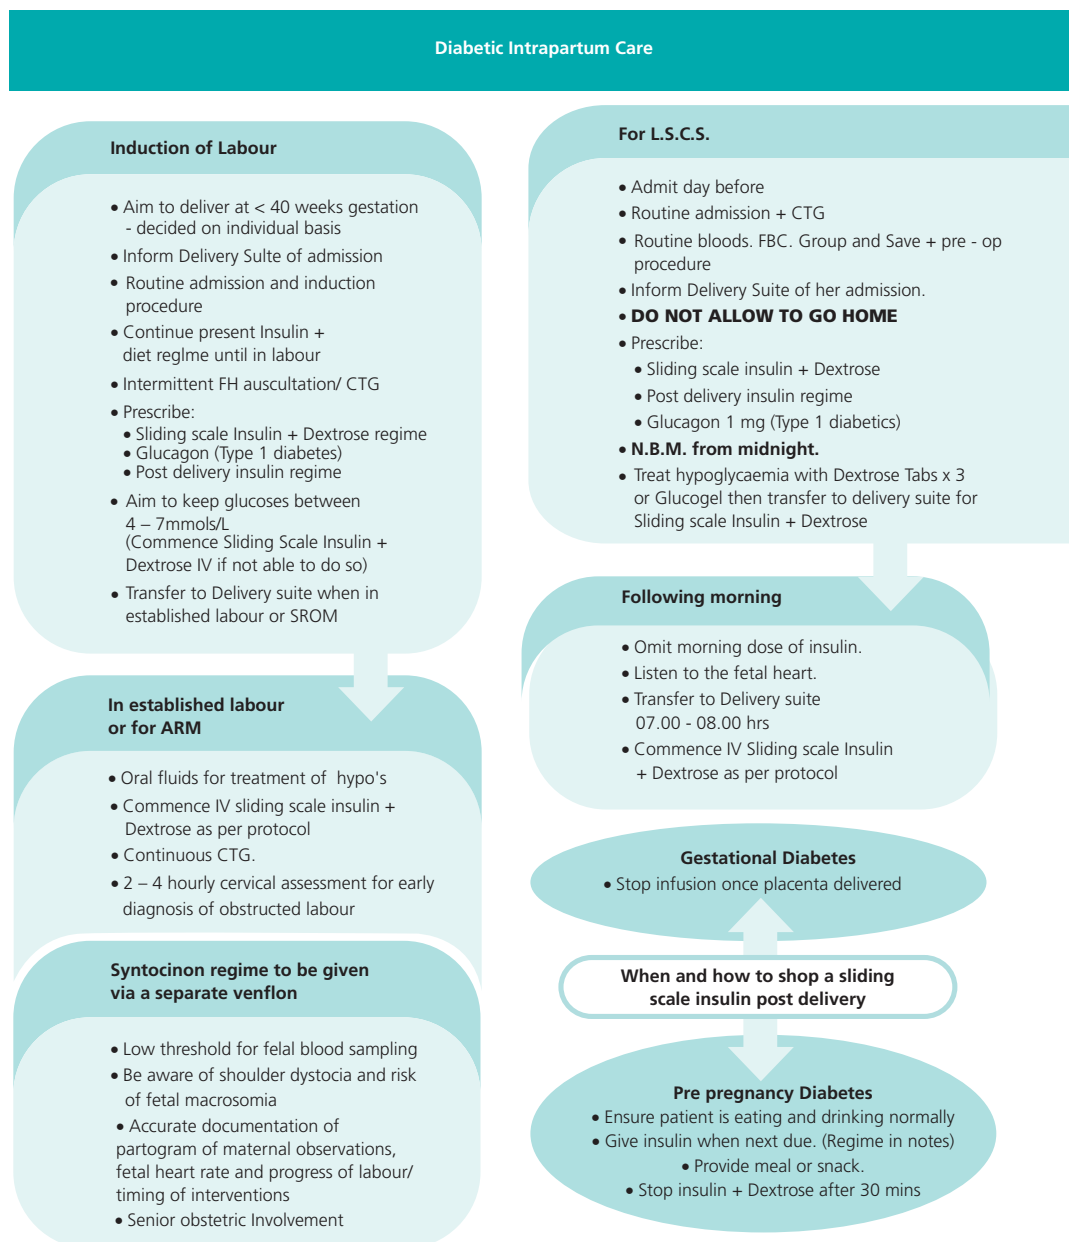 Diabetic Intrapartum Care
Induction of Labour
• Aim to deliver at < 40 weeks gestation
- decided on individual basis
• Inform Delivery Sulte of admission
• Routine admission and induction
procedure
• Continue present Insulin +
diet reglme until in labour
• Intermittent FH auscultation/ CTG
• Prescribe:
• Sliding scale Insulin + Dextrose regime
• Glucagon (Type 1 diabetes)
• Post delivery insulin regime
• Aim to keep glucoses between
4 – 7mmols/L
(Commence Sliding Scale Insulin +
Dextrose IV if not able to do so)
• Transfer to Delivery suite when in
established labour or SROM
In established labour
or for ARM
• Oral fluids for treatment of hypo's
• Commence IV sliding scale insulin +
Dextrose as per protocol
• Continuous CTG.
• 2 – 4 hourly cervical assessment for early
diagnosis of obstructed labour
Syntocinon regime to be given
via a separate venflon
• Low threshold for felal blood sampling
• Be aware of shoulder dystocia and risk
of fetal macrosomia
• Accurate documentation of
partogram of maternal observations,
fetal heart rate and progress of labour/
timing of interventions
• Senior obstetric Involvement
For L.S.C.S.
• Admit day before
• Routine admission + CTG
• Routine bloods. FBC. Group and Save + pre - op
procedure
• Inform Delivery Suite of her admission.
• DO NOT ALLOW TO GO HOME
• Prescribe:
• Sliding scale insulin + Dextrose
• Post delivery insulin regime
• Glucagon 1 mg (Type 1 diabetics)
• N.B.M. from midnight.
• Treat hypoglycaemia with Dextrose Tabs x 3
or Glucogel then transfer to delivery suite for
Sliding scale Insulin + Dextrose
Following morning
• Omit morning dose of insulin.
• Listen to the fetal heart.
• Transfer to Delivery suite
07.00 - 08.00 hrs
• Commence IV Sliding scale Insulin
+ Dextrose as per protocol
Gestational Diabetes
• Stop infusion once placenta delivered
When and how to shop a sliding
scale insulin post delivery
Pre pregnancy Diabetes
• Ensure patient is eating and drinking normally
• Give insulin when next due. (Regime in notes)
• Provide meal or snack.
• Stop insulin + Dextrose after 30 mins